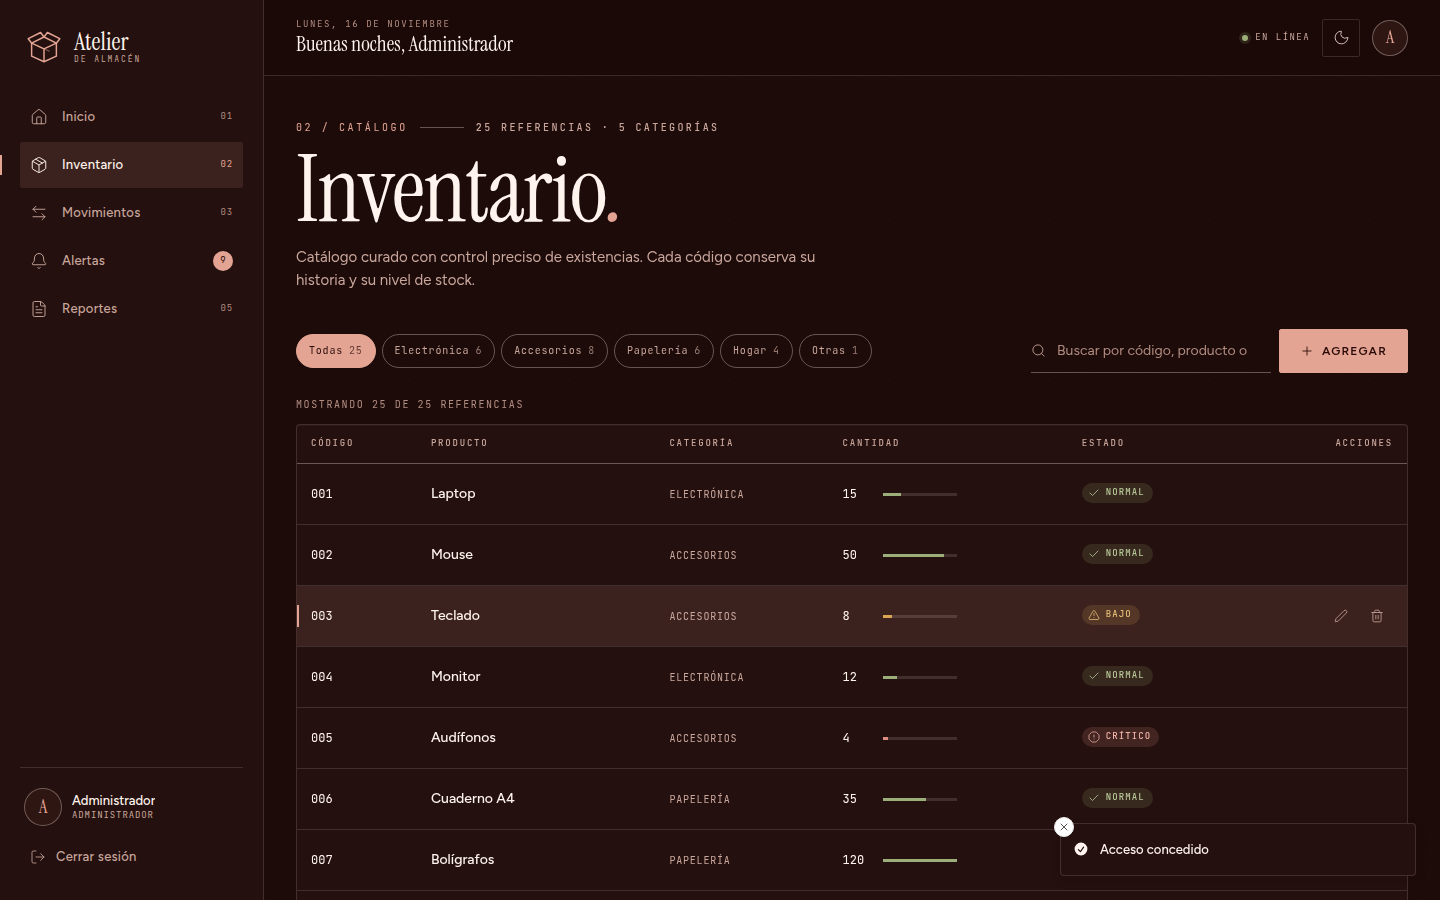 Atelier
DE ALMACÉN
Inicio 01
Inventario 02
Movimientos 03
Alertas 9
Reportes 05
A
Administrador
ADMINISTRADOR
Cerrar sesión
LUNES, 16 DE NOVIEMBRE
Buenas noches, Administrador
EN LÍNEA
A
02 / CATÁLOGO 25 REFERENCIAS · 5 CATEGORÍAS
Inventario.
Catálogo curado con control preciso de existencias. Cada código conserva su
historia y su nivel de stock.
Todas 25 Electrónica 6 Accesorios 8 Papelería 6 Hogar 4 Otras 1
Buscar por código, producto o
AGREGAR
MOSTRANDO 25 DE 25 REFERENCIAS
CÓDIGO PRODUCTO CATEGORÍA CANTIDAD ESTADO ACCIONES
001 Laptop ELECTRÓNICA 15 NORMAL
002 Mouse ACCESORIOS 50 NORMAL
003 Teclado ACCESORIOS 8 BAJO
004 Monitor ELECTRÓNICA 12 NORMAL
005 Audífonos ACCESORIOS 4 CRÍTICO
006 Cuaderno A4 PAPELERÍA 35 NORMAL
007 Bolígrafos PAPELERÍA 120
Acceso concedido